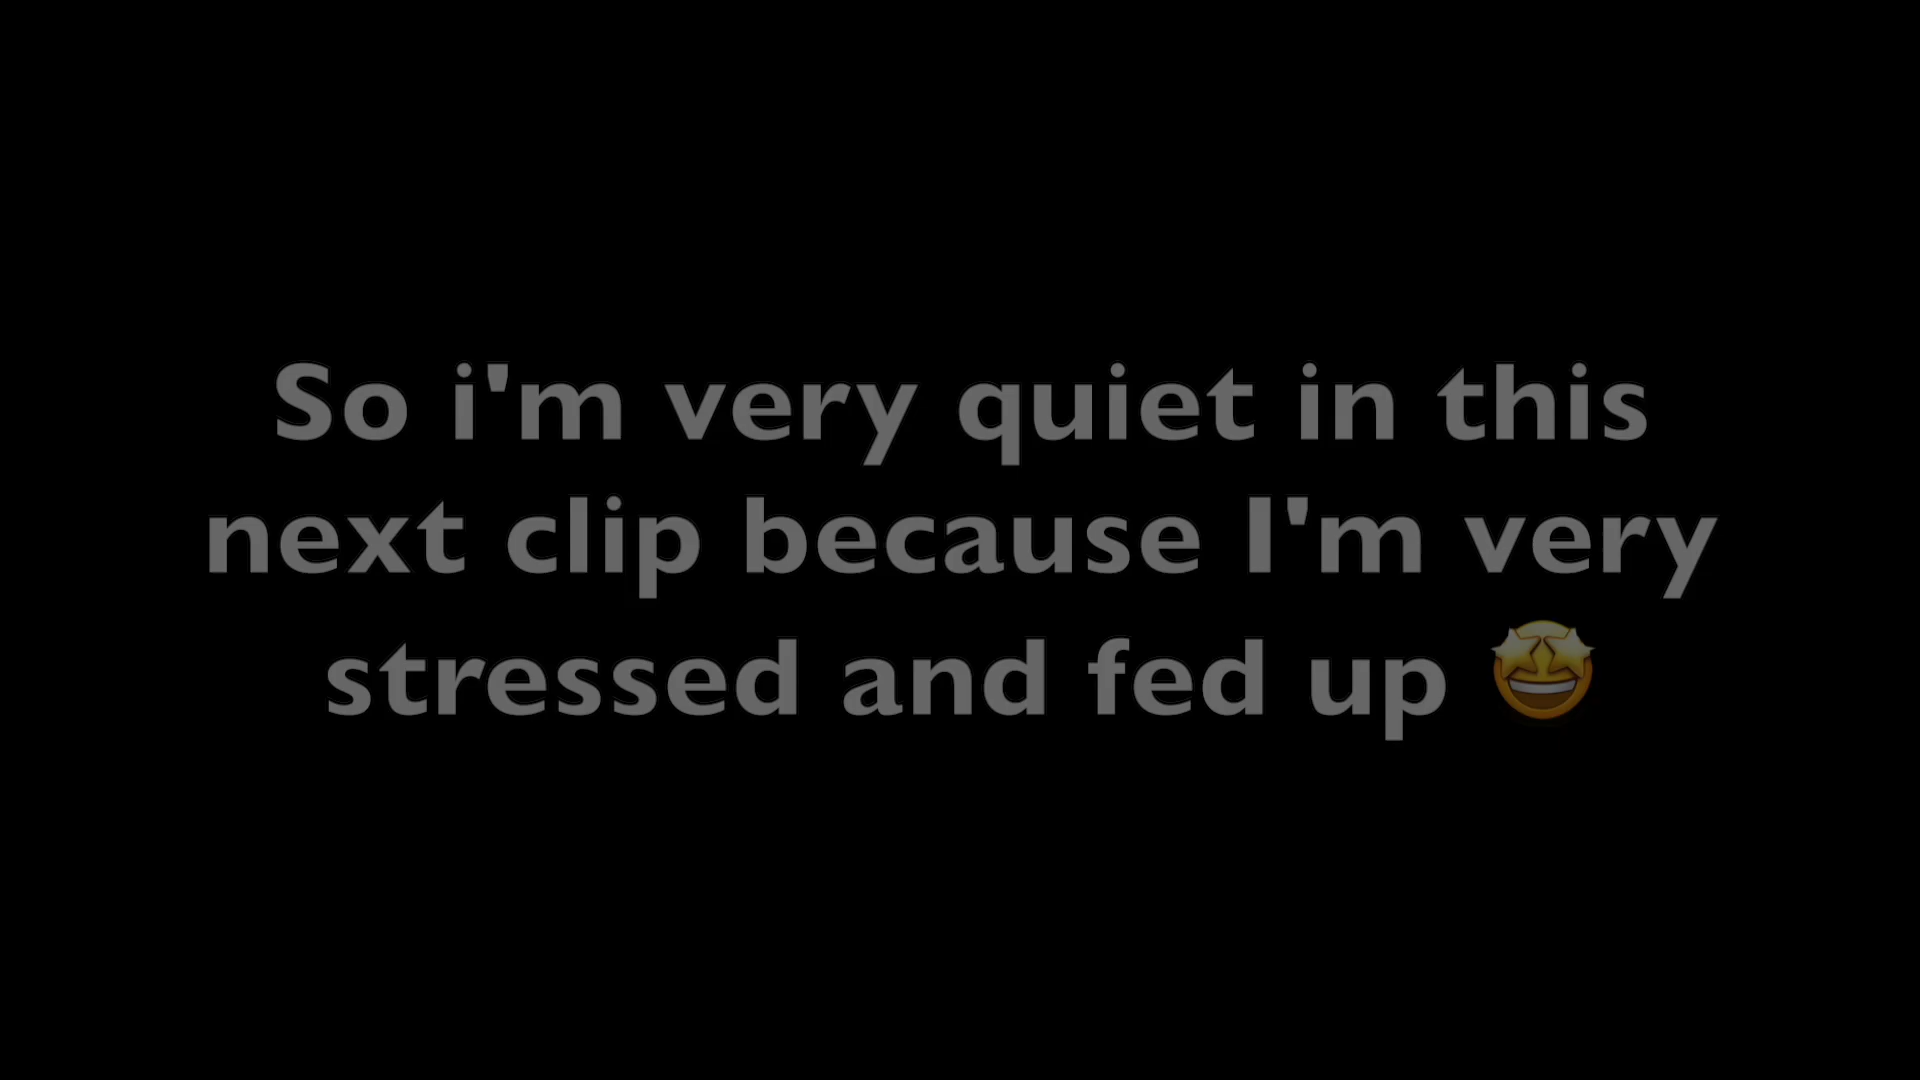 So i'm very quiet in this
next clip because I'm very
stressed and fed up 🤩